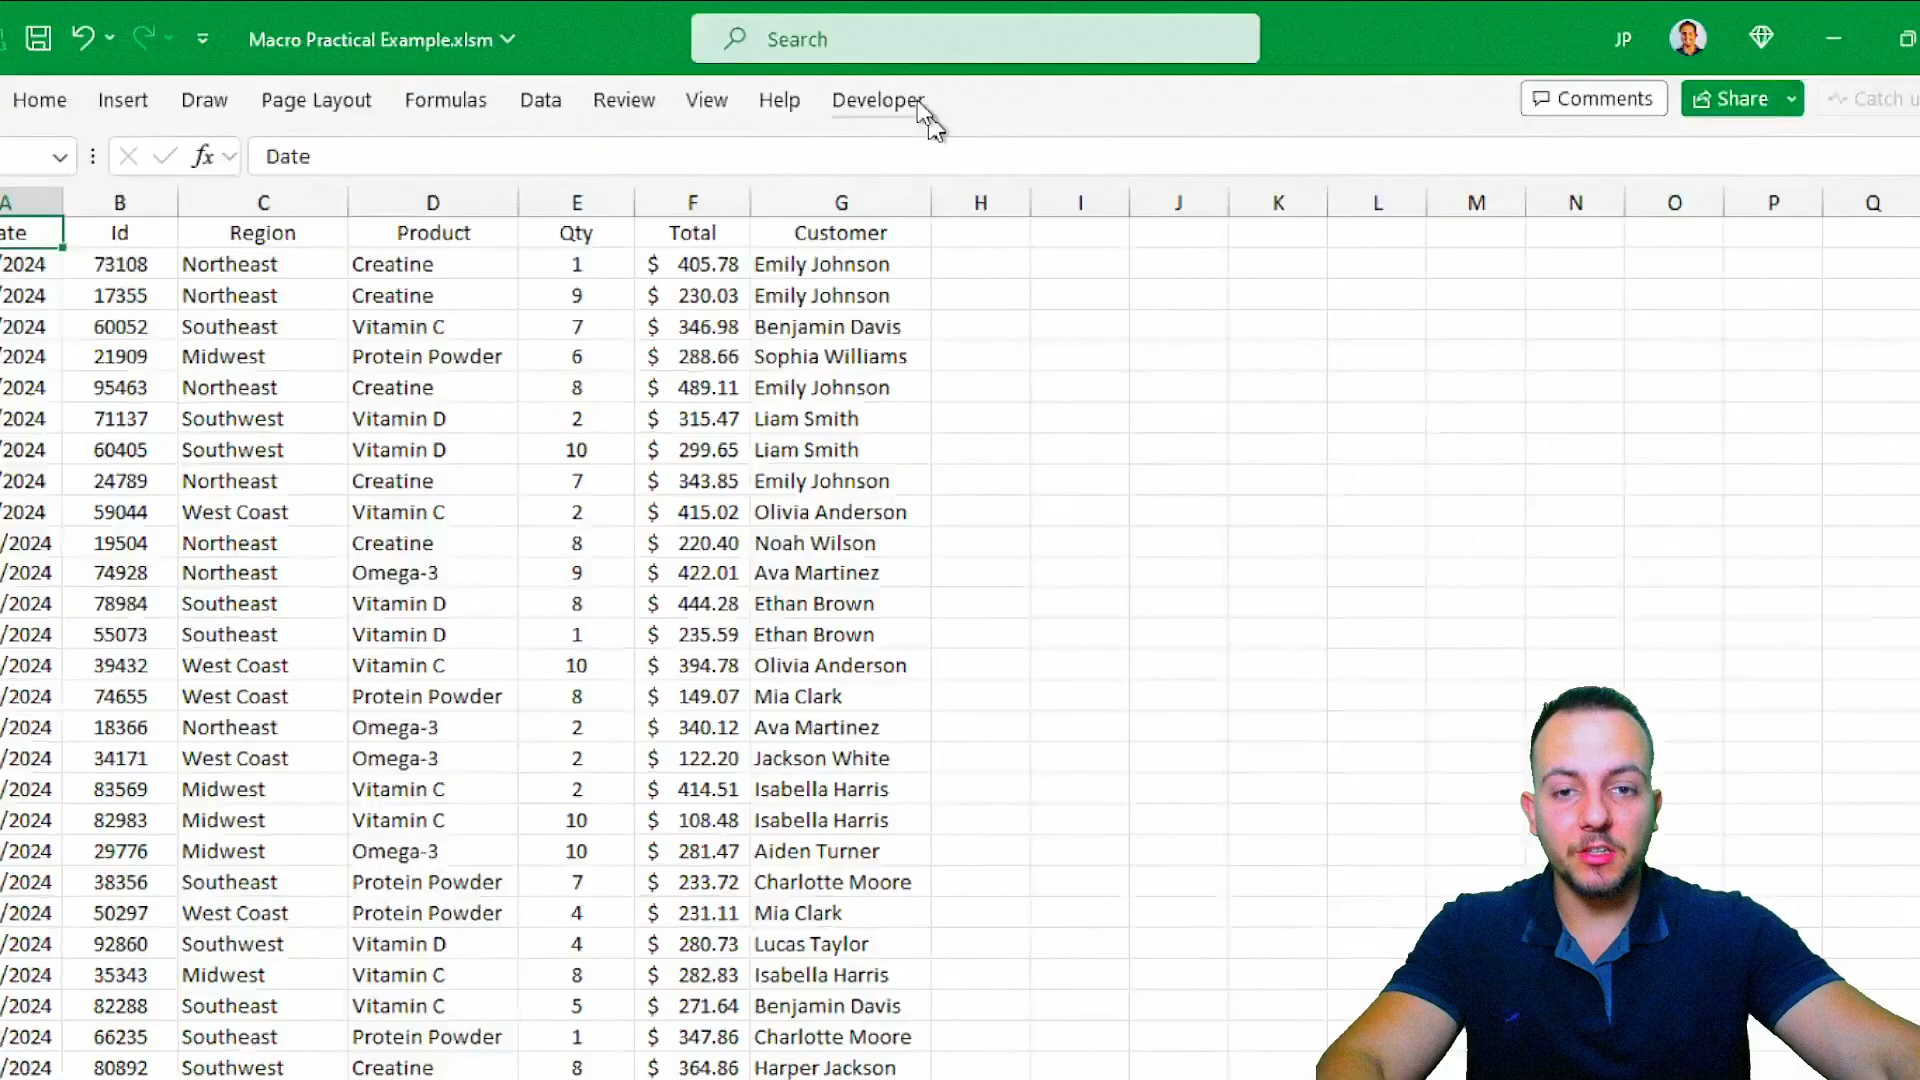 Macro Practical Example.xlsm
Search
JP
Home Insert Draw Page Layout Formulas Data Review View Help Developer
Comments Share Catch u
fx Date
A B C D E F G H I J K L M N O P Q
ate Id Region Product Qty Total Customer
/2024 73108 Northeast Creatine 1 $ 405.78 Emily Johnson
/2024 17355 Northeast Creatine 9 $ 230.03 Emily Johnson
/2024 60052 Southeast Vitamin C 7 $ 346.98 Benjamin Davis
/2024 21909 Midwest Protein Powder 6 $ 288.66 Sophia Williams
/2024 95463 Northeast Creatine 8 $ 489.11 Emily Johnson
/2024 71137 Southwest Vitamin D 2 $ 315.47 Liam Smith
/2024 60405 Southwest Vitamin D 10 $ 299.65 Liam Smith
/2024 24789 Northeast Creatine 7 $ 343.85 Emily Johnson
/2024 59044 West Coast Vitamin C 2 $ 415.02 Olivia Anderson
/2024 19504 Northeast Creatine 8 $ 220.40 Noah Wilson
/2024 74928 Northeast Omega-3 9 $ 422.01 Ava Martinez
/2024 78984 Southeast Vitamin D 8 $ 444.28 Ethan Brown
/2024 55073 Southeast Vitamin D 1 $ 235.59 Ethan Brown
/2024 39432 West Coast Vitamin C 10 $ 394.78 Olivia Anderson
/2024 74655 West Coast Protein Powder 8 $ 149.07 Mia Clark
/2024 18366 Northeast Omega-3 2 $ 340.12 Ava Martinez
/2024 34171 West Coast Omega-3 2 $ 122.20 Jackson White
/2024 83569 Midwest Vitamin C 2 $ 414.51 Isabella Harris
/2024 82983 Midwest Vitamin C 10 $ 108.48 Isabella Harris
/2024 29776 Midwest Omega-3 10 $ 281.47 Aiden Turner
/2024 38356 Southeast Protein Powder 7 $ 233.72 Charlotte Moore
/2024 50297 West Coast Protein Powder 4 $ 231.11 Mia Clark
/2024 92860 Southwest Vitamin D 4 $ 280.73 Lucas Taylor
/2024 35343 Midwest Vitamin C 8 $ 282.83 Isabella Harris
/2024 82288 Southeast Vitamin C 5 $ 271.64 Benjamin Davis
/2024 66235 Southeast Protein Powder 1 $ 347.86 Charlotte Moore
/2024 80892 Southwest Creatine 8 $ 364.86 Harper Jackson